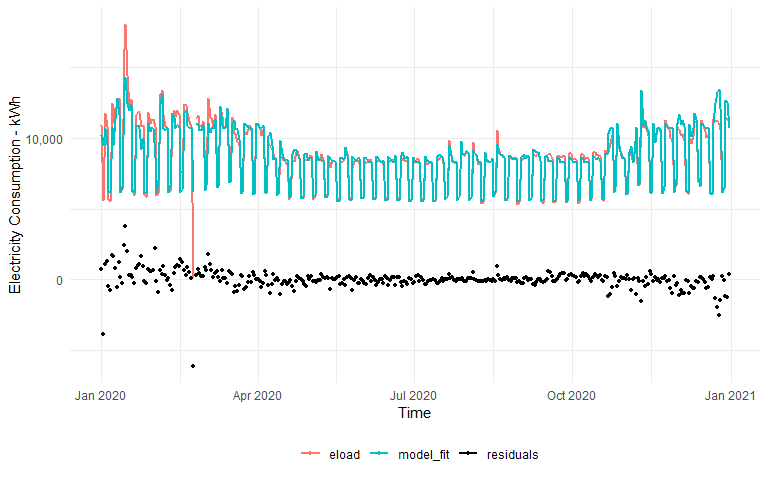 Electricity Consumption - kWh
10,000
0
Jan 2020 Apr 2020 Jul 2020 Oct 2020 Jan 2021
Time
eload model_fit residuals